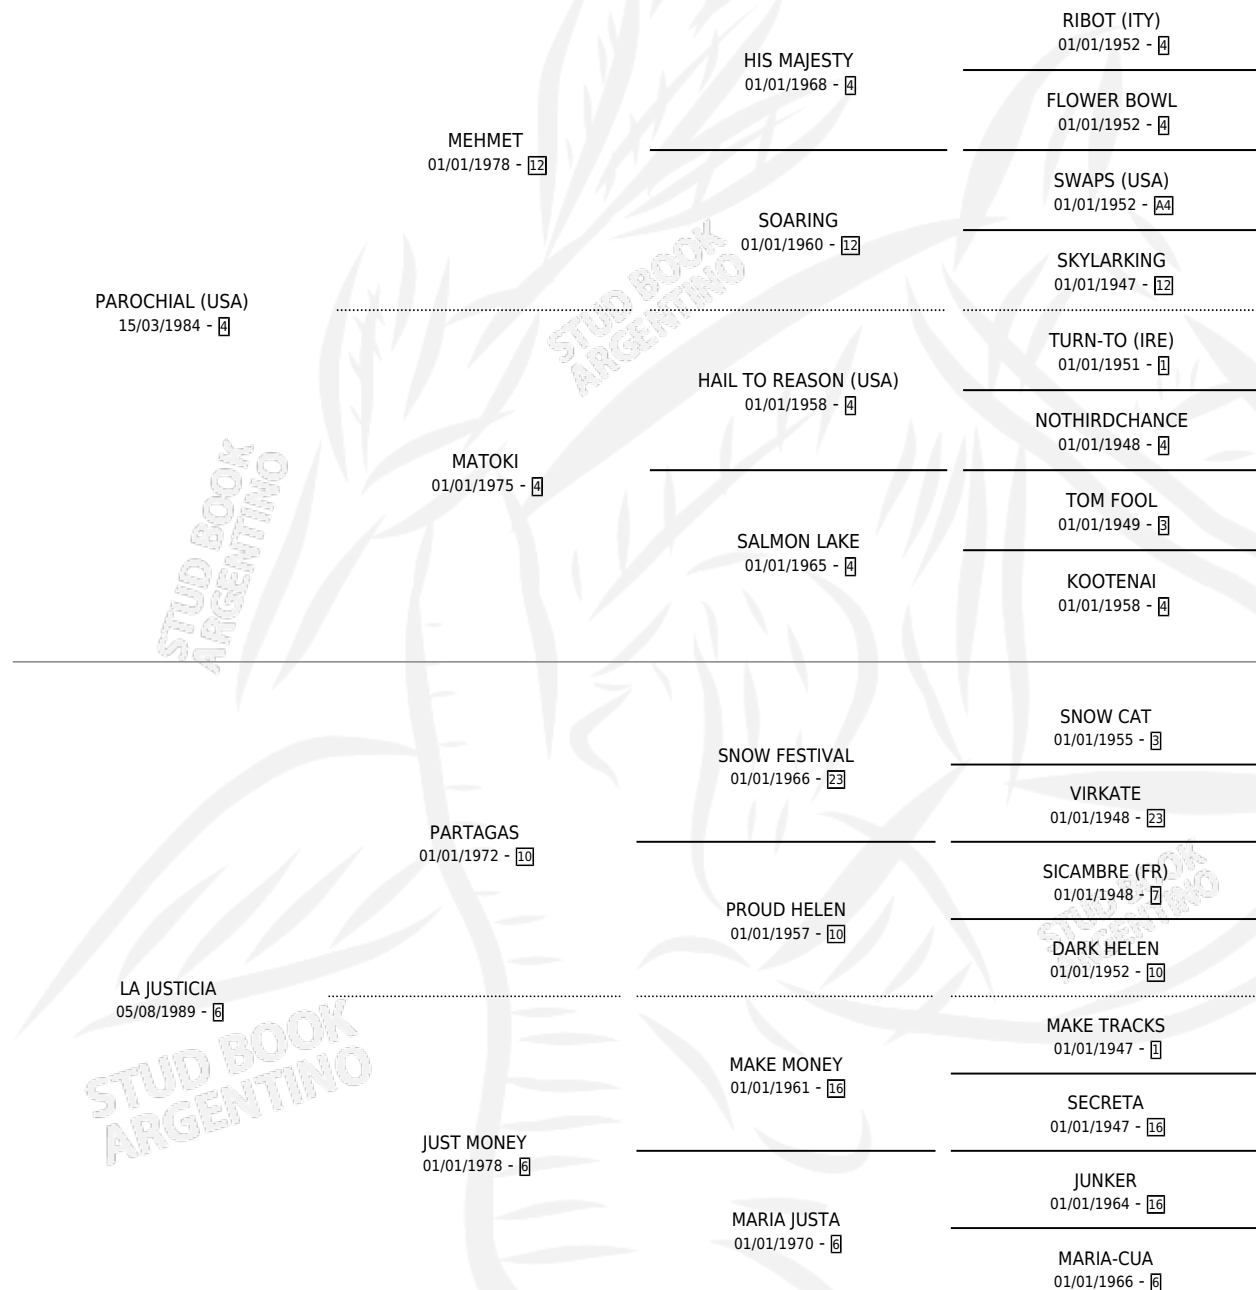 RIBOT (ITY)
01/01/1952 - 4
HIS MAJESTY
01/01/1968 - 4
FLOWER BOWL
01/01/1952 - 4
MEHMET
01/01/1978 - 12
SWAPS (USA)
01/01/1952 - A4
SOARING
01/01/1960 - 12
SKYLARKING
01/01/1947 - 12
PAROCHIAL (USA)
15/03/1984 - 4
TURN-TO (IRE)
01/01/1951 - 1
HAIL TO REASON (USA)
01/01/1958 - 4
NOTHIRDCHANCE
01/01/1948 - 4
MATOKI
01/01/1975 - 4
TOM FOOL
01/01/1949 - 3
SALMON LAKE
01/01/1965 - 4
KOOTENAI
01/01/1958 - 4
SNOW CAT
01/01/1955 - 3
SNOW FESTIVAL
01/01/1966 - 23
VIRKATE
01/01/1948 - 23
PARTAGAS
01/01/1972 - 10
SICAMBRE (FR)
01/01/1948 - 7
PROUD HELEN
01/01/1957 - 10
DARK HELEN
01/01/1952 - 10
LA JUSTICIA
05/08/1989 - 6
MAKE TRACKS
01/01/1947 - 1
MAKE MONEY
01/01/1961 - 16
SECRETA
01/01/1947 - 16
JUST MONEY
01/01/1978 - 6
JUNKER
01/01/1964 - 16
MARIA JUSTA
01/01/1970 - 6
MARIA-CUA
01/01/1966 - 6
STUD BOOK
ARGENTINO
STUD BOOK
ARGENTINO
STUD BOOK
ARGENTINO
STUD BOOK
ARGENTINO